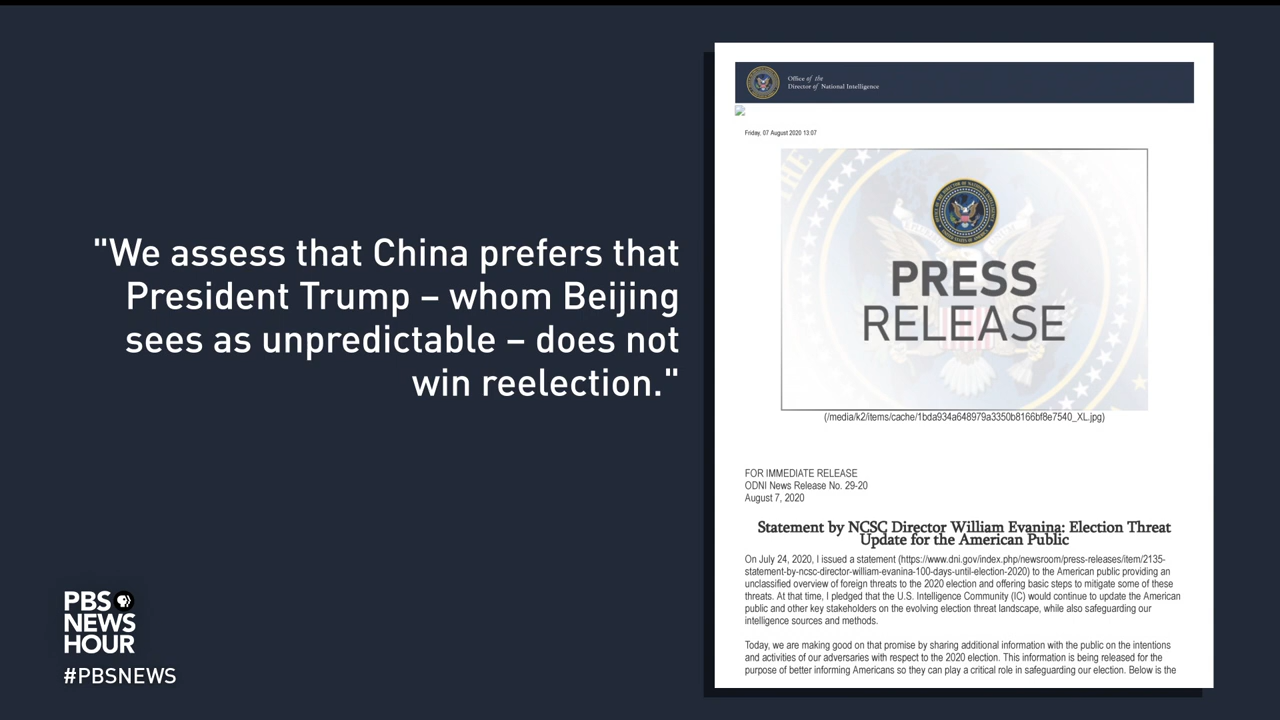 "We assess that China prefers that
President Trump – whom Beijing
sees as unpredictable – does not
win reelection."
PBS
NEWS
HOUR
#PBSNEWS
Office of the
Director of National Intelligence
Friday, 07 August 2020 13:07
PRESS
RELEASE
(/media/k2/items/cache/1bda934a648979a3350b8166bf8e7540_XL.jpg)
FOR IMMEDIATE RELEASE
ODNI News Release No. 29-20
August 7, 2020
Statement by NCSC Director William Evanina: Election Threat
Update for the American Public
On July 24, 2020, I issued a statement (https://www.dni.gov/index.php/newsroom/press-releases/item/2135-
statement-by-ncsc-director-william-evanina-100-days-until-election-2020) to the American public providing an
unclassified overview of foreign threats to the 2020 election and offering basic steps to mitigate some of these
threats. At that time, I pledged that the U.S. Intelligence Community (IC) would continue to update the American
public and other key stakeholders on the evolving election threat landscape, while also safeguarding our
intelligence sources and methods.
Today, we are making good on that promise by sharing additional information with the public on the intentions
and activities of our adversaries with respect to the 2020 election. This information is being released for the
purpose of better informing Americans so they can play a critical role in safeguarding our election. Below is the